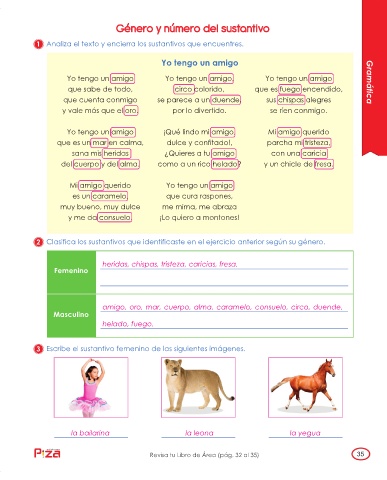 Género y número del sustantivo
1 Analiza el texto y encierra los sustantivos que encuentres.
Yo tengo un amigo
Yo tengo un amigo
que sabe de todo,
que cuenta conmigo
y vale más que el oro.
Yo tengo un amigo,
circo colorido,
se parece a un duende,
por lo divertido.
Yo tengo un amigo
que es fuego encendido,
sus chispas alegres
se ríen conmigo.
Yo tengo un amigo
que es un mar en calma,
sana mis heridas
del cuerpo y del alma.
¡Qué lindo mi amigo,
dulce y confitado!,
¿Quieres a tu amigo
como a un rico helado?
Mi amigo querido
parcha mi tristeza,
con una caricia
y un chicle de fresa.
Mi amigo querido
es un caramelo,
muy bueno, muy dulce
y me da consuelo.
Yo tengo un amigo
que cura raspones,
me mima, me abraza
¡Lo quiero a montones!
Gramática
2 Clasifica los sustantivos que identificaste en el ejercicio anterior según su género.
Femenino
heridas, chispas, tristeza, caricias, fresa.
Masculino
amigo, oro, mar, cuerpo, alma, caramelo, consuelo, circo, duende,
helado, fuego.
3 Escribe el sustantivo femenino de las siguientes imágenes.
la bailarina
la leona
la yegua
Revisa tu Libro de Área (pág. 32 al 35)
35